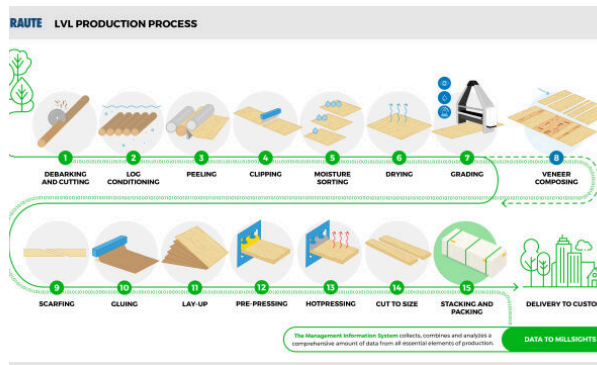 RAUTE LVL PRODUCTION PROCESS
1 2 3 4 5 6 7 8
DEBARKING
AND CUTTING
LOG
CONDITIONING
PEELING
CLIPPING
MOISTURE
SORTING
DRYING
GRADING
VENEER
COMPOSING
9 10 11 12 13 14 15
SCARFING
GLUING
LAY-UP
PRE-PRESSING
HOTPRESSING
CUT TO SIZE
STACKING AND
PACKING
DELIVERY TO CUSTO
The Management Information System collects, combines and analyzes a
comprehensive amount of data from all essential elements of production.
DATA TO MILLSIGHTS